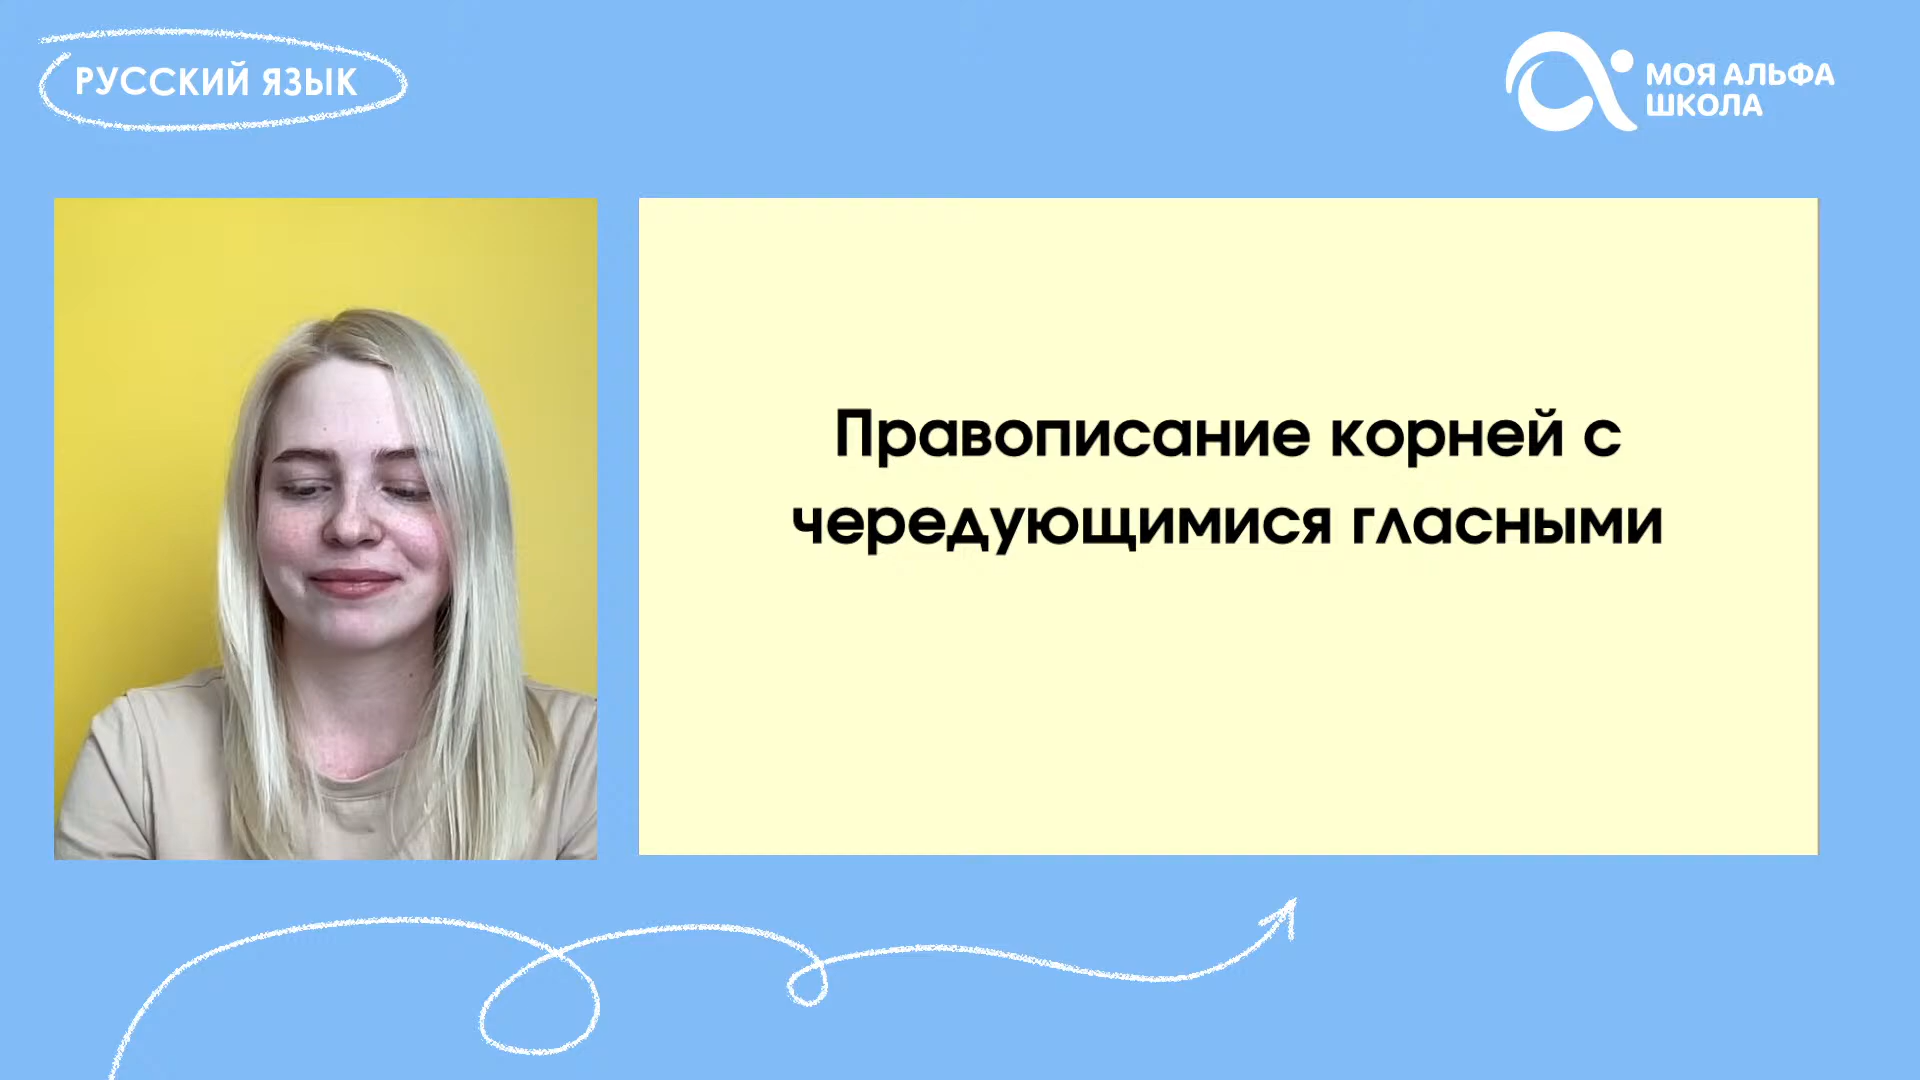 РУССКИЙ ЯЗЫК
МОЯ АЛЬФА
ШКОЛА
Правописание корней с
чередующимися гласными